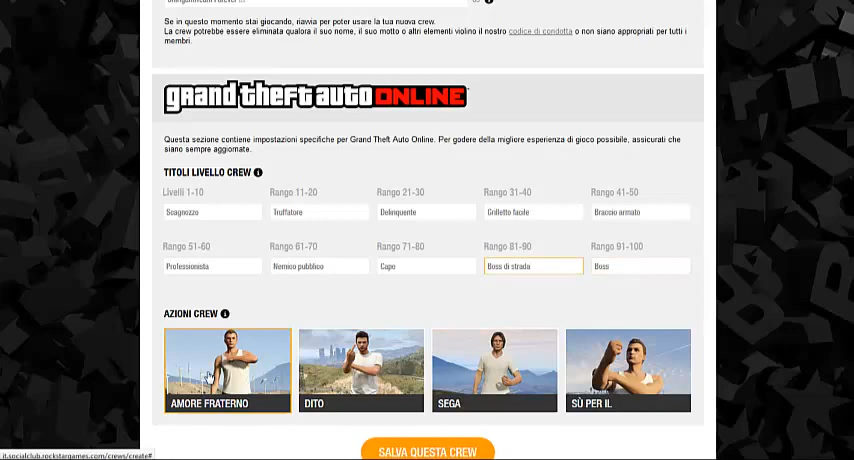 Se in questo momento stai giocando, riavvia per poter usare la tua nuova crew.
La crew potrebbe essere eliminata qualora il suo nome, il suo motto o altri elementi violino il nostro codice di condotta o non siano appropriati per tutti i
membri.
grand theft auto ONLINE
Questa sezione contiene impostazioni specifiche per Grand Theft Auto Online. Per godere della migliore esperienza di gioco possibile, assicurati che
siano sempre aggiornate.
TITOLI LIVELLO CREW
Livelli 1-10 Rango 11-20 Rango 21-30 Rango 31-40 Rango 41-50
Scagnozzo Truffatore Delinquente Grilletto facile Braccio armato
Rango 51-60 Rango 61-70 Rango 71-80 Rango 81-90 Rango 91-100
Professionista Nemico pubblico Capo Boss di strada Boss
AZIONI CREW
AMORE FRATERNO DITO SEGA SÙ PER IL
SALVA QUESTA CREW
it.socialclub.rockstargames.com/crews/create#